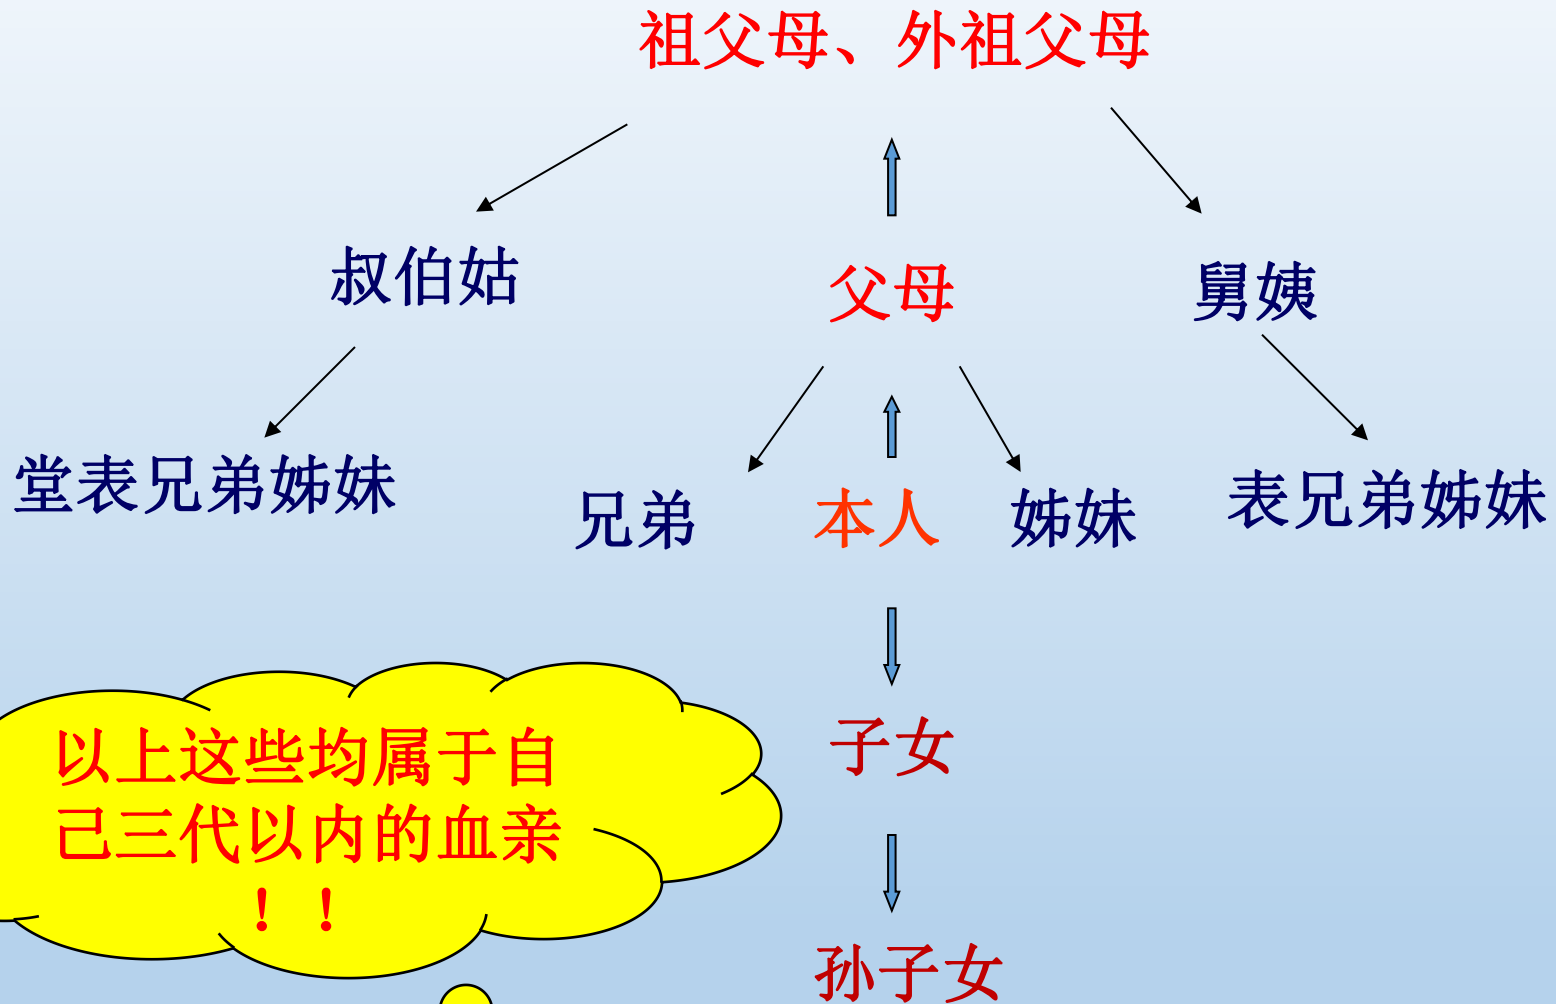 祖父母、外祖父母
叔伯姑
父母
舅姨
堂表兄弟姊妹
兄弟
本人
姊妹
表兄弟姊妹
子女
以上这些均属于自
己三代以内的血亲
！！
孙子女